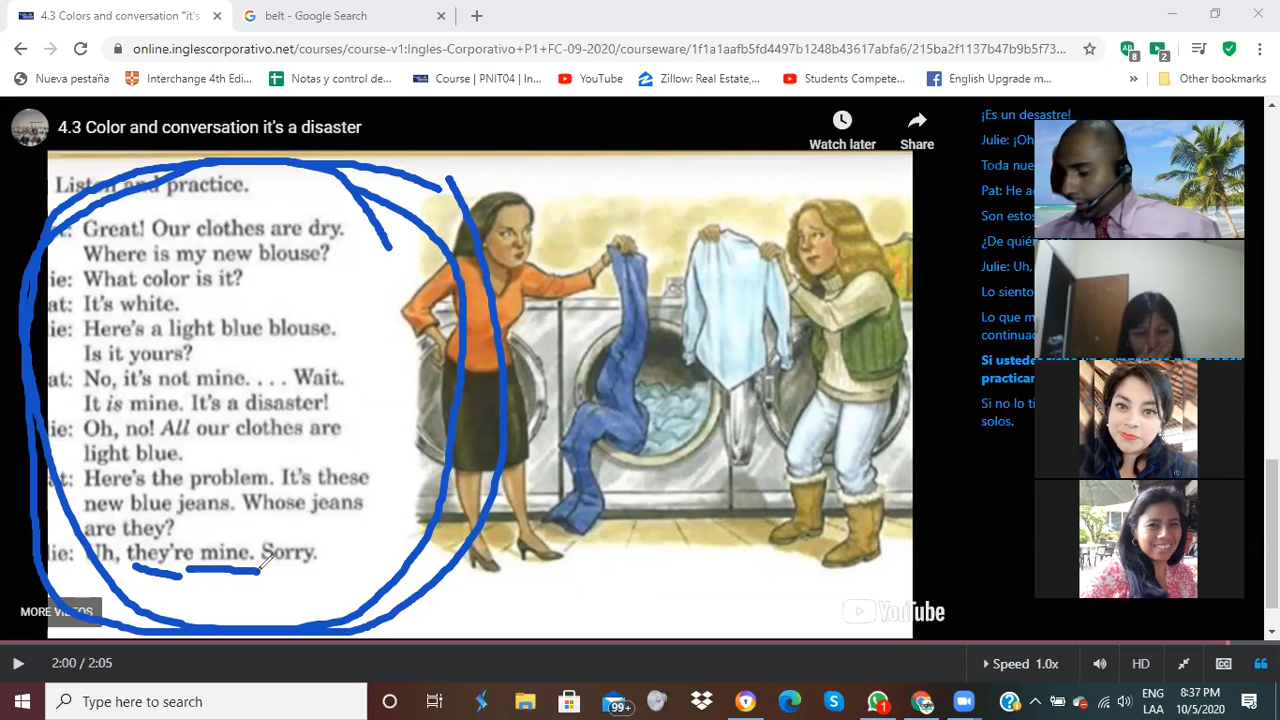 4.3 Colors and conversation "it's
belt - Google Search
online.inglescorporativo.net/courses/course-v1:Ingles-Corporativo+P1+FC-09-2020/courseware/1f1a1aafb5fd4497b1248b43617abfa6/215ba2f1137b47b9b5f73...
8
2
Nueva pestaña
Interchange 4th Edi...
Notas y control de...
Course | PNIT04 | In...
YouTube
Zillow: Real Estate,...
Students Compete...
English Upgrade m...
»
Other bookmarks
4.3 Color and conversation it's a disaster
Watch later
Share
Listen and practice.
Great! Our clothes are dry.
Where is my new blouse?
ie: What color is it?
at: It's white.
ie: Here's a light blue blouse.
Is it yours?
at: No, it's not mine. . . . Wait.
It is mine. It's a disaster!
ie: Oh, no! All our clothes are
light blue.
at: Here's the problem. It's these
new blue jeans. Whose jeans
are they?
lie: Uh, they're mine. Sorry.
MORE VIDEOS
YouTube
¡Es un desastre!
Julie: ¡Oh
Toda nue
Pat: He a
Son estos
¿De quié
Julie: Uh,
Lo siento
Lo que m
continuac
Si ustede
practicar
Si no lo ti
solos.
2:00 / 2:05
Speed 1.0x
HD
Type here to search
99+
1
ENG
LAA
8:37 PM
10/5/2020